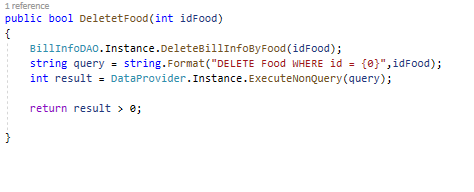 1 reference
public bool DeletetFood(int idFood)
{
BillInfoDAO.Instance.DeleteBillInfoByFood(idFood);
string query = string.Format("DELETE Food WHERE id = {0}",idFood);
int result = DataProvider.Instance.ExecuteNonQuery(query);
return result > 0;
}